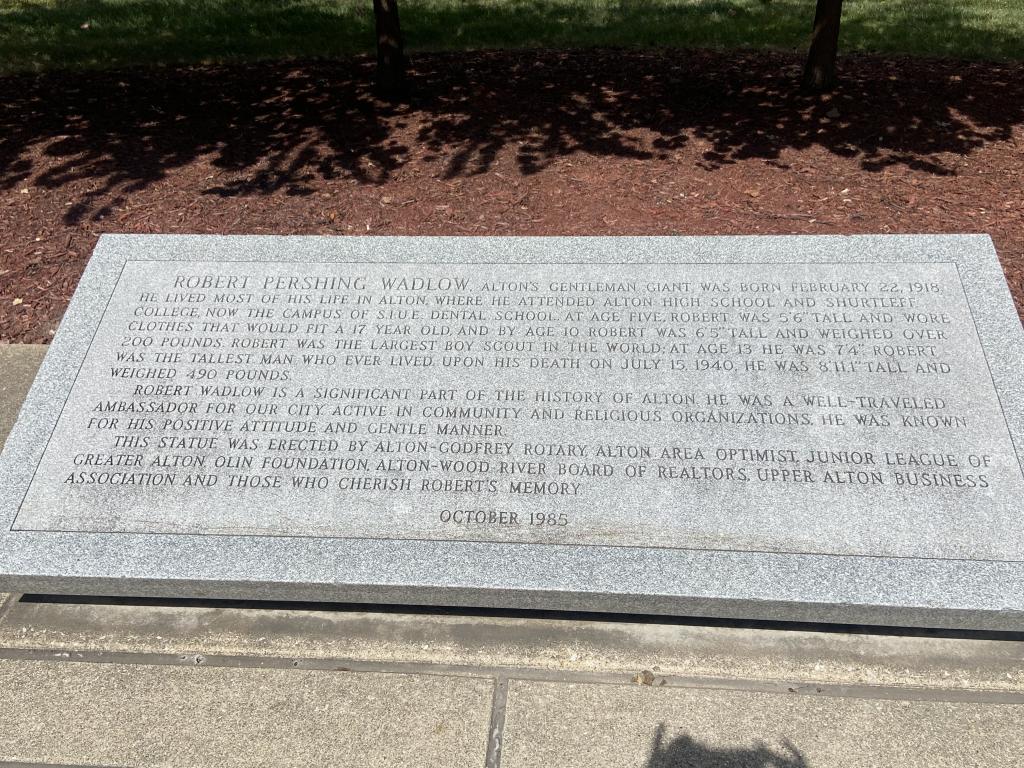 ROBERT PERSHING WADLOW, ALTON'S GENTLEMAN GIANT, WAS BORN FEBRUARY 22, 1918.
HE LIVED MOST OF HIS LIFE IN ALTON, WHERE HE ATTENDED ALTON HIGH SCHOOL AND SHURTLEFF
COLLEGE, NOW THE CAMPUS OF S.I.U.E. DENTAL SCHOOL. AT AGE FIVE, ROBERT WAS 5'6" TALL AND WORE
CLOTHES THAT WOULD FIT A 17 YEAR OLD, AND BY AGE 10 ROBERT WAS 6'5" TALL AND WEIGHED OVER
200 POUNDS. ROBERT WAS THE LARGEST BOY SCOUT IN THE WORLD; AT AGE 13 HE WAS 7'4". ROBERT
WAS THE TALLEST MAN WHO EVER LIVED. UPON HIS DEATH ON JULY 15, 1940, HE WAS 8'11.1" TALL AND
WEIGHED 490 POUNDS.
ROBERT WADLOW IS A SIGNIFICANT PART OF THE HISTORY OF ALTON. HE WAS A WELL-TRAVELED
AMBASSADOR FOR OUR CITY. ACTIVE IN COMMUNITY AND RELIGIOUS ORGANIZATIONS, HE WAS KNOWN
FOR HIS POSITIVE ATTITUDE AND GENTLE MANNER.
THIS STATUE WAS ERECTED BY ALTON-GODFREY ROTARY, ALTON AREA OPTIMIST, JUNIOR LEAGUE OF
GREATER ALTON, OLIN FOUNDATION, ALTON-WOOD RIVER BOARD OF REALTORS, UPPER ALTON BUSINESS
ASSOCIATION AND THOSE WHO CHERISH ROBERT'S MEMORY.
OCTOBER 1985